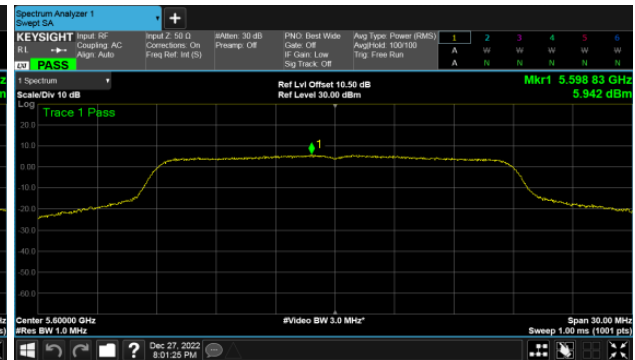 Spectrum Analyzer 1
Swept SA
+
KEYSIGHT
RL
PASS
Input: RF
Coupling: AC
Align: Auto
Input Z: 50 Ω
Corrections: On
Freq Ref: Int (S)
#Atten: 30 dB
Preamp: Off
PNO: Best Wide
Gate: Off
IF Gain: Low
Sig Track: Off
Avg Type: Power (RMS)
Avg|Hold: 100/100
Trig: Free Run
1 2 3 4 5 6
A W W W W W
A N N N N N
1 Spectrum
Scale/Div 10 dB
Ref Lvl Offset 10.50 dB
Ref Level 30.00 dBm
Mkr1 5.598 83 GHz
5.942 dBm
Log
Trace 1 Pass
20.0
10.0
1
0.00
-10.0
-20.0
-30.0
-40.0
-50.0
-60.0
Center 5.60000 GHz
#Video BW 3.0 MHz*
Span 30.00 MHz
#Res BW 1.0 MHz
Sweep 1.00 ms (1001 pts)
?
Dec 27, 2022
8:01:25 PM